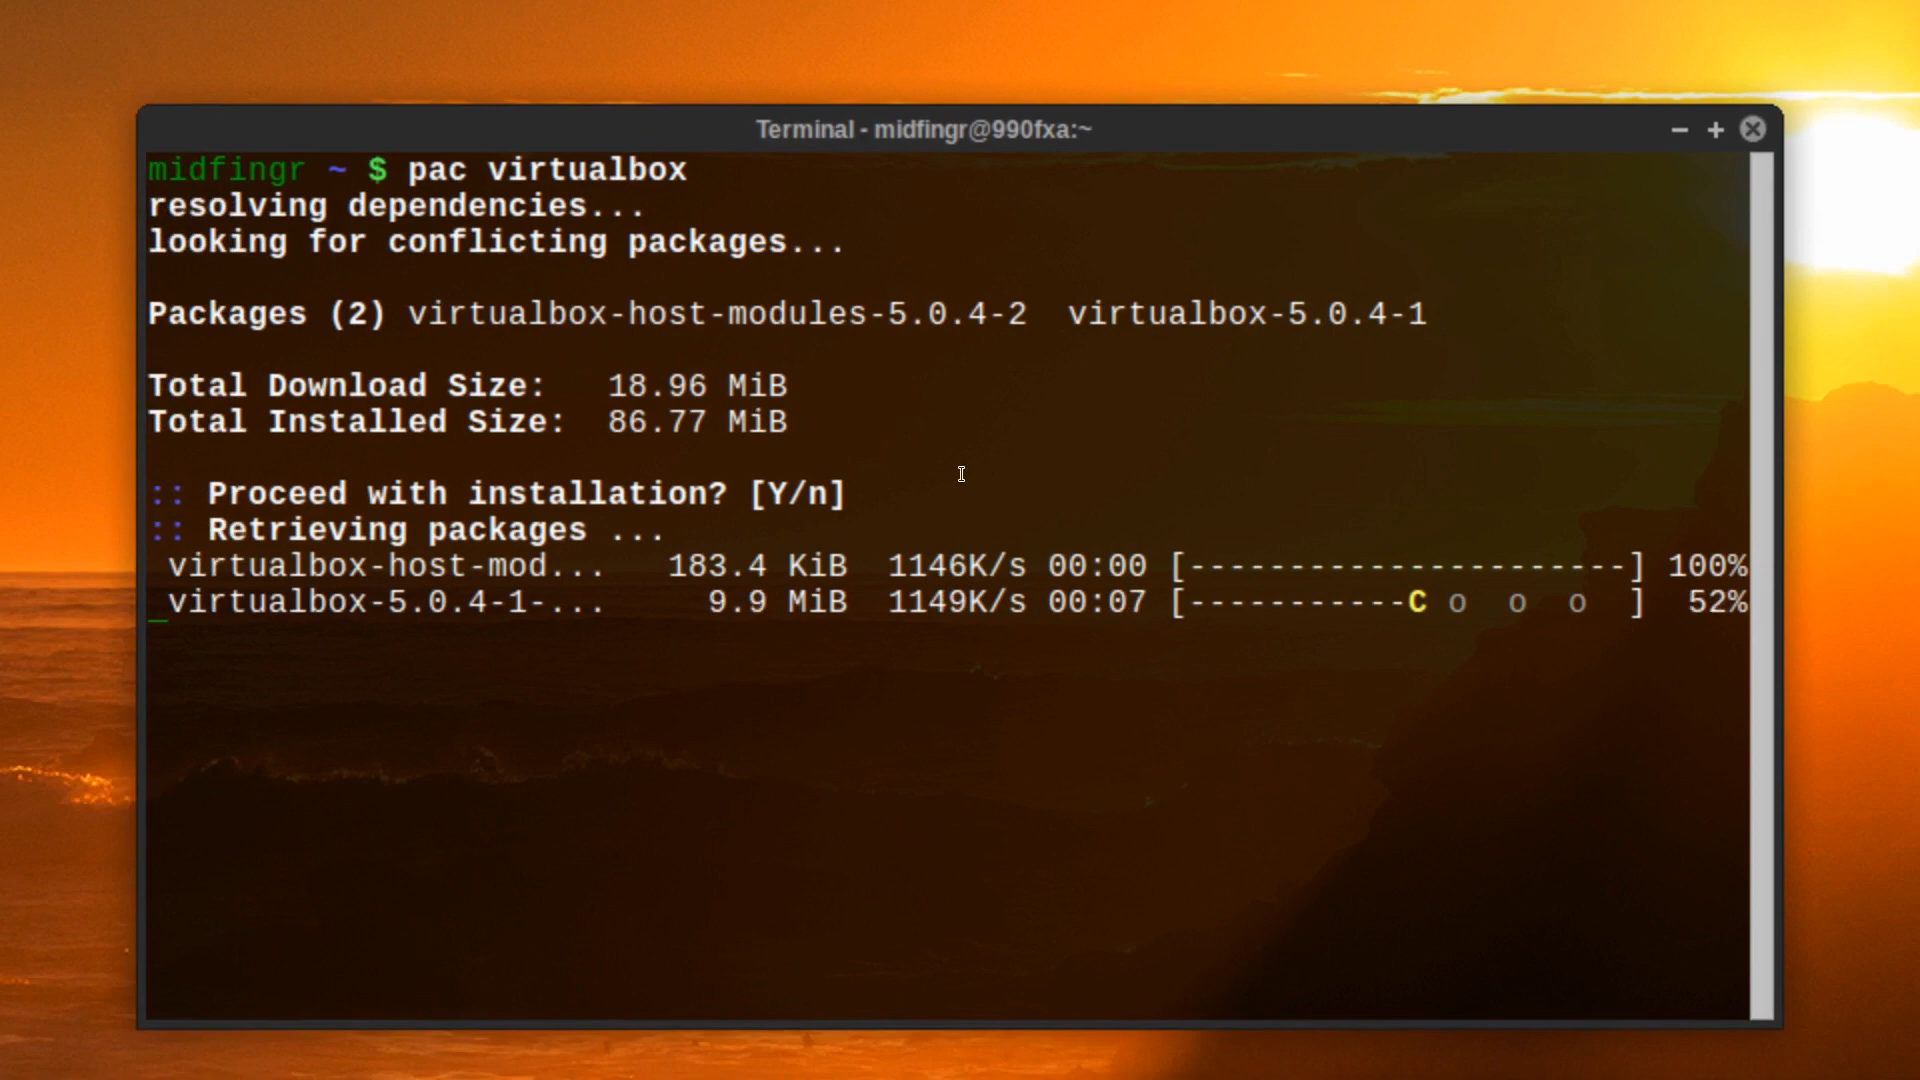 Terminal - midfingr@990fxa:~
midfingr ~ $ pac virtualbox
resolving dependencies...
looking for conflicting packages...
Packages (2) virtualbox-host-modules-5.0.4-2  virtualbox-5.0.4-1
Total Download Size:   18.96 MiB
Total Installed Size:  86.77 MiB
:: Proceed with installation? [Y/n]
:: Retrieving packages ...
virtualbox-host-mod...   183.4 KiB  1146K/s 00:00 [----------------------] 100%
virtualbox-5.0.4-1-...     9.9 MiB  1149K/s 00:07 [-----------C o  o  o  ]  52%